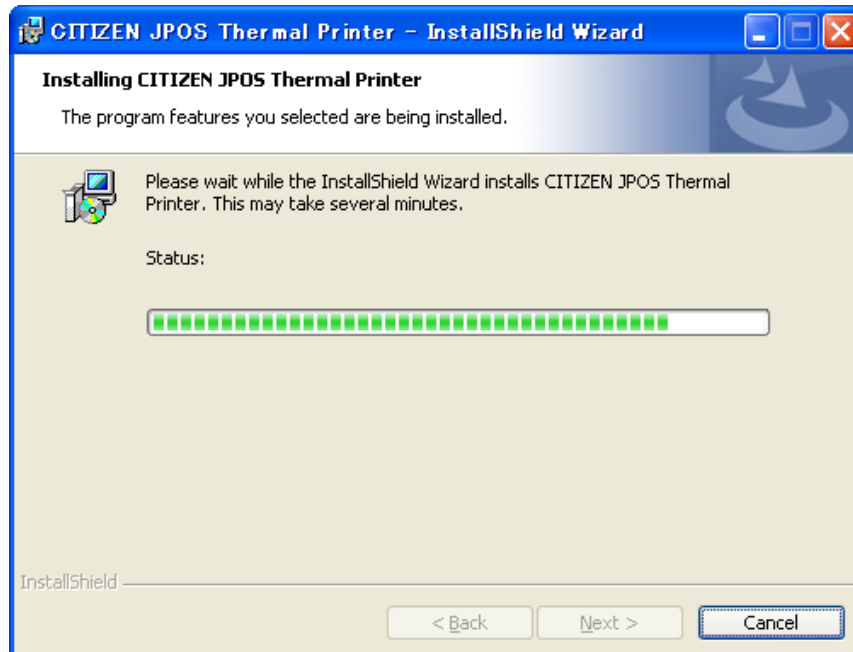 CITIZEN JPOS Thermal Printer - InstallShield Wizard
Installing CITIZEN JPOS Thermal Printer
The program features you selected are being installed.
Please wait while the InstallShield Wizard installs CITIZEN JPOS Thermal
Printer. This may take several minutes.
Status:
InstallShield
< Back
Next >
Cancel